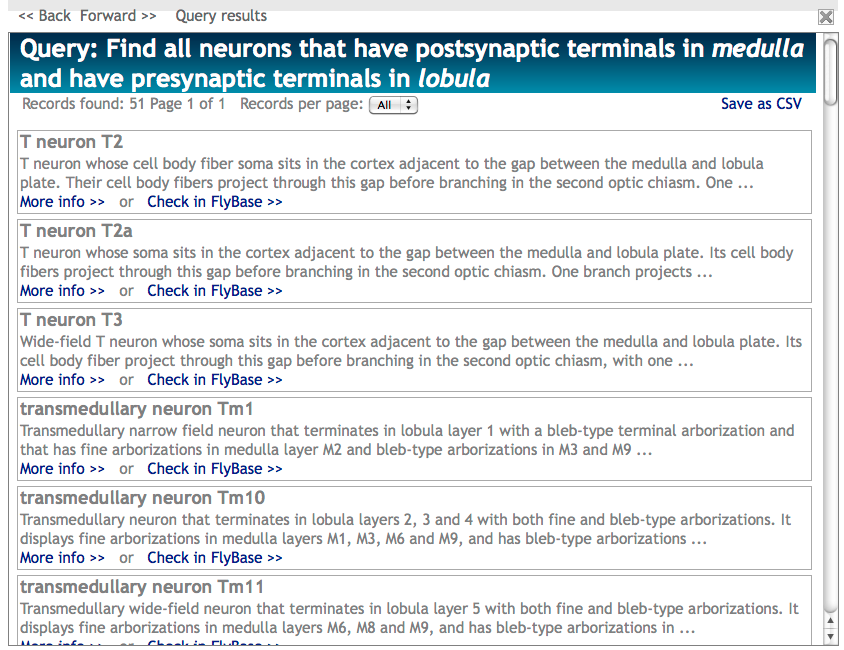 << Back Forward >> Query results
Query: Find all neurons that have postsynaptic terminals in medulla
and have presynaptic terminals in lobula
Records found: 51 Page 1 of 1 Records per page: All Save as CSV
T neuron T2
T neuron whose cell body fiber soma sits in the cortex adjacent to the gap between the medulla and lobula
plate. Their cell body fibers project through this gap before branching in the second optic chiasm. One ...
More info >> or Check in FlyBase >>
T neuron T2a
T neuron whose soma sits in the cortex adjacent to the gap between the medulla and lobula plate. Its cell body
fibers project through this gap before branching in the second optic chiasm. One branch projects ...
More info >> or Check in FlyBase >>
T neuron T3
Wide-field T neuron whose soma sits in the cortex adjacent to the gap between the medulla and lobula plate. Its
cell body fiber project through this gap before branching in the second optic chiasm, with one ...
More info >> or Check in FlyBase >>
transmedullary neuron Tm1
Transmedullary narrow field neuron that terminates in lobula layer 1 with a bleb-type terminal arborization and
that has fine arborizations in medulla layer M2 and bleb-type arborizations in M3 and M9 ...
More info >> or Check in FlyBase >>
transmedullary neuron Tm10
Transmedullary neuron that terminates in lobula layers 2, 3 and 4 with both fine and bleb-type arborizations. It
displays fine arborizations in medulla layers M1, M3, M6 and M9, and has bleb-type arborizations ...
More info >> or Check in FlyBase >>
transmedullary neuron Tm11
Transmedullary wide-field neuron that terminates in lobula layer 5 with both fine and bleb-type arborizations. It
displays fine arborizations in medulla layers M6, M8 and M9, and has bleb-type arborizations in ...
More info >> or Check in FlyBase >>